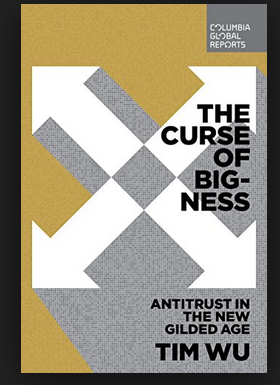 COLUMBIA
GLOBAL
REPORTS
THE
CURSE
OF
BIG-
NESS
ANTITRUST IN
THE NEW
GILDED AGE
TIM WU